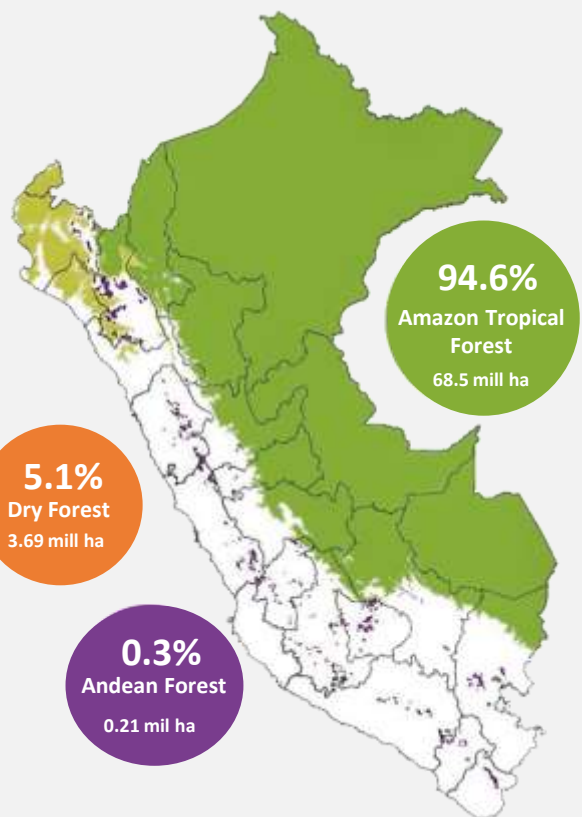 94.6%
Amazon Tropical
Forest
68.5 mill ha
5.1%
Dry Forest
3.69 mill ha
0.3%
Andean Forest
0.21 mil ha